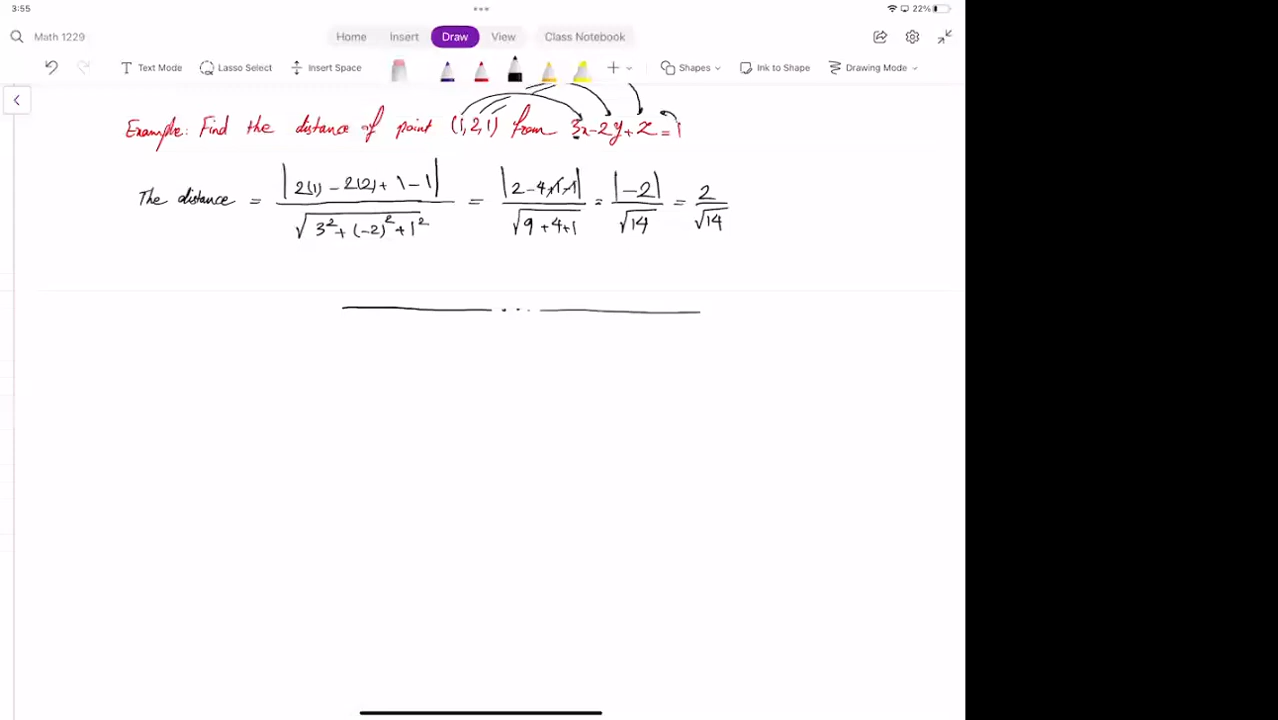 3:55 22%
Math 1229 Home Insert Draw View Class Notebook
Text Mode Lasso Select Insert Space Shapes Ink to Shape Drawing Mode
Example: Find the distance of point (1,2,1) from 3x-2y+z=1
The distance = |2(1) - 2(2) + 1 - 1| / √(3² + (-2)² + 1²) = |2-4+1-1| / √(9+4+1) = |-2| / √14 = 2/√14